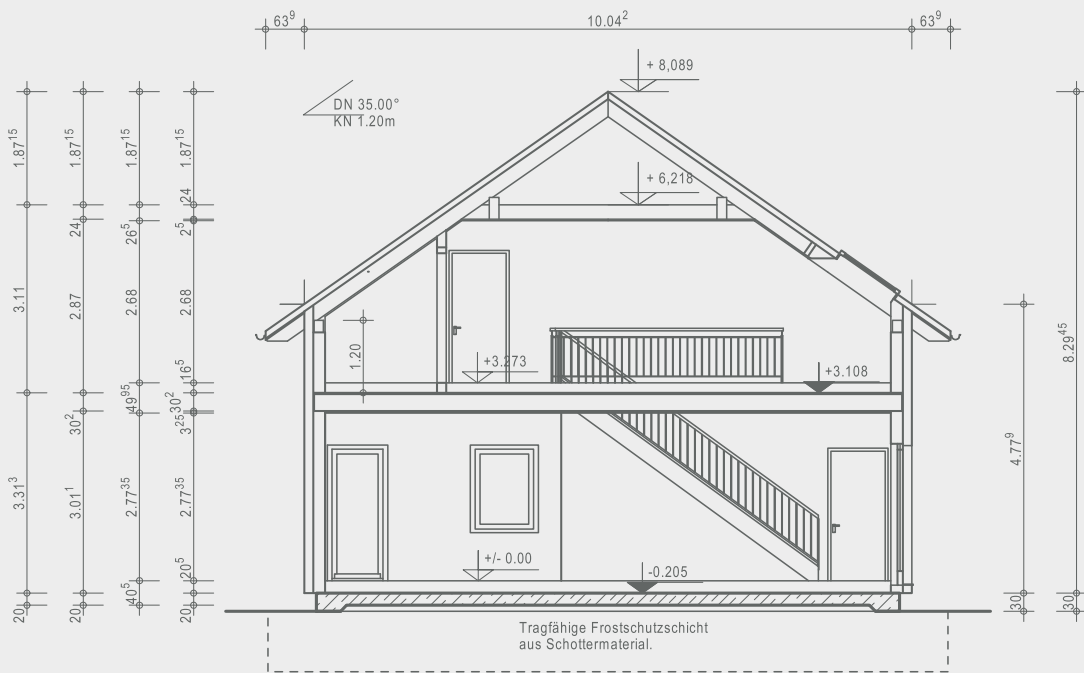 63⁹ 10.04² 63⁹
+ 8,089
DN 35.00°
KN 1.20m
+ 6,218
1.87¹⁵ 1.87¹⁵ 1.87¹⁵ 1.87¹⁵
24
24 26⁵ 2⁵
3.11 2.87 2.68 2.68
1.20
+3.273
+3.108
16⁵
49⁹⁵ 30²
30² 3²⁵
3.31³ 3.01¹ 2.77³⁵ 2.77³⁵
+/- 0.00
-0.205
20⁵
40⁵
20 20 20
8.29⁴⁵
4.77⁹
30 30
Tragfähige Frostschutzschicht
aus Schottermaterial.